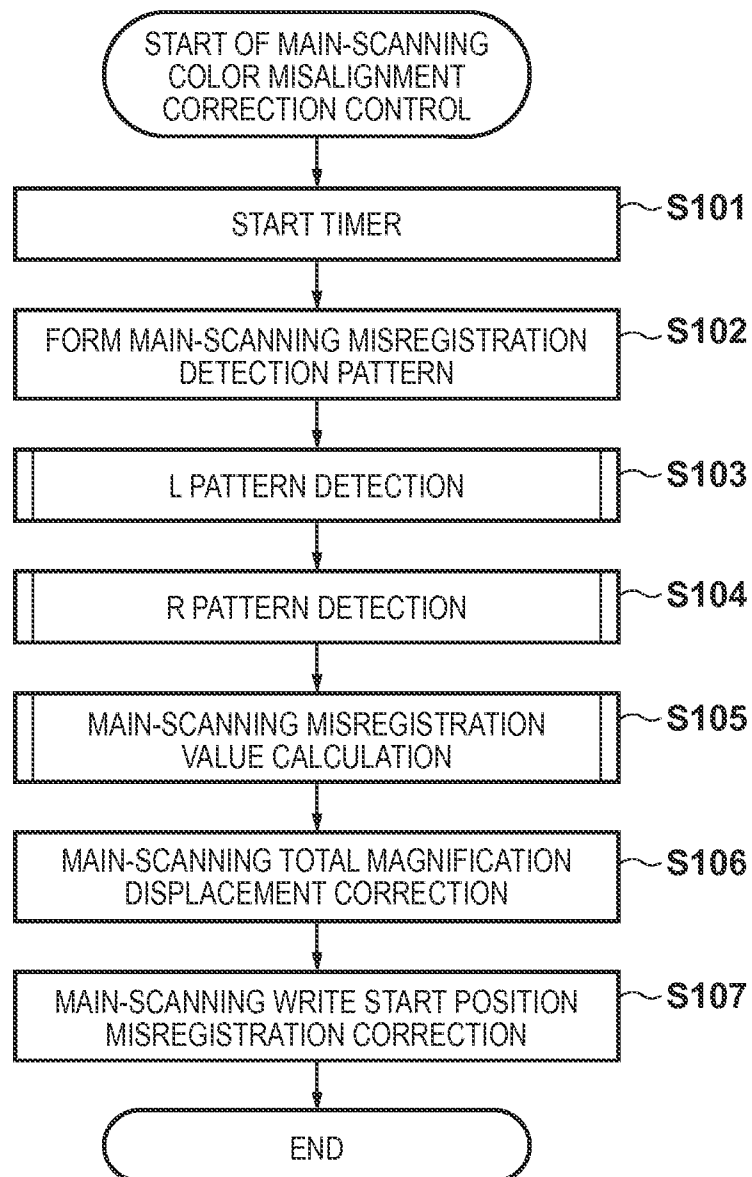 START OF MAIN-SCANNING
COLOR MISALIGNMENT
CORRECTION CONTROL
START TIMER
S101
FORM MAIN-SCANNING MISREGISTRATION
DETECTION PATTERN
S102
L PATTERN DETECTION
S103
R PATTERN DETECTION
S104
MAIN-SCANNING MISREGISTRATION
VALUE CALCULATION
S105
MAIN-SCANNING TOTAL MAGNIFICATION
DISPLACEMENT CORRECTION
S106
MAIN-SCANNING WRITE START POSITION
MISREGISTRATION CORRECTION
S107
END